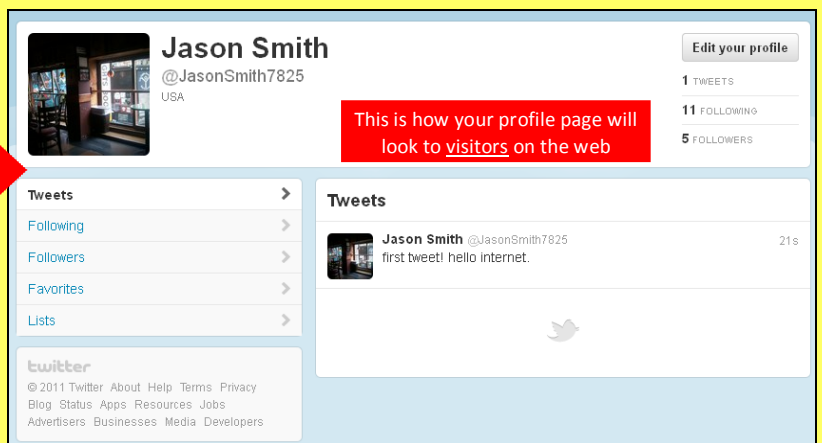 Jason Smith
@JasonSmith7825
USA
Edit your profile
1 TWEETS
11 FOLLOWING
5 FOLLOWERS
This is how your profile page will
look to visitors on the web
Tweets
Following
Followers
Favorites
Lists
twitter
© 2011 Twitter About Help Terms Privacy
Blog Status Apps Resources Jobs
Advertisers Businesses Media Developers
Tweets
Jason Smith @JasonSmith7825 21s
first tweet! hello internet.